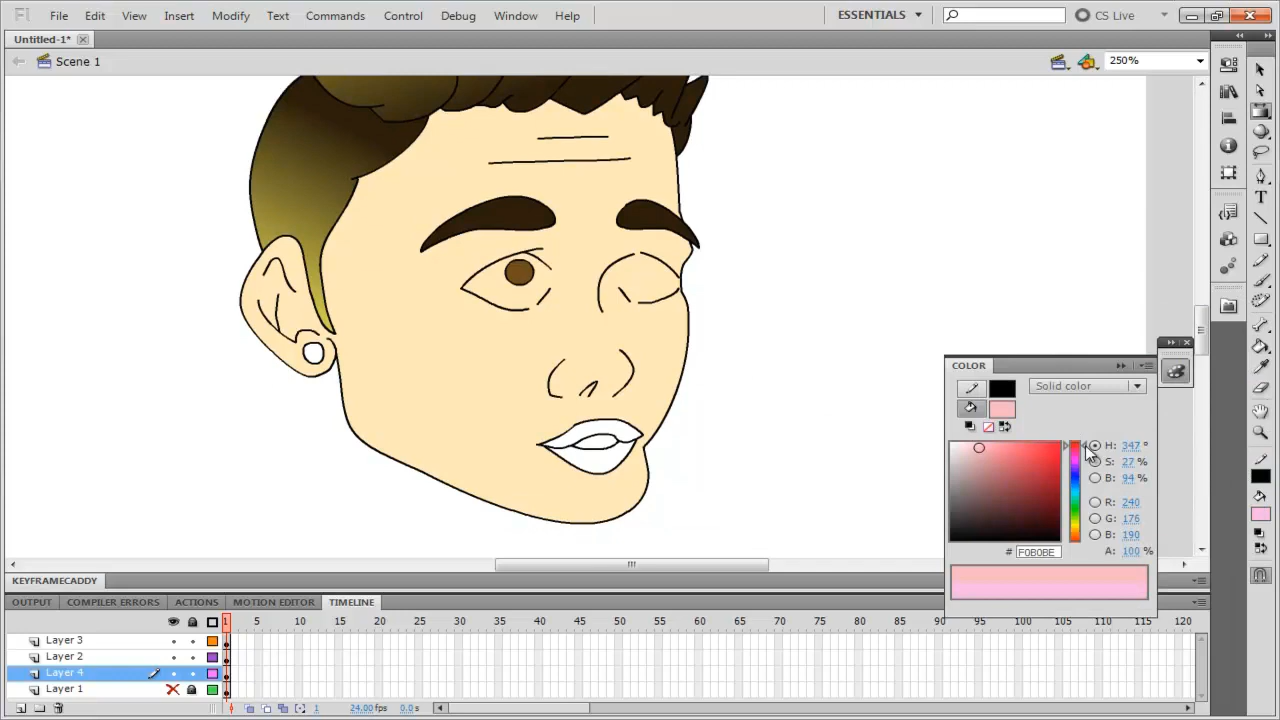 Fl File Edit View Insert Modify Text Commands Control Debug Window Help ESSENTIALS CS Live
Untitled-1*
Scene 1 250%
COLOR
Solid color
H: 347 °
S: 27 %
B: 94 %
R: 240
G: 176
B: 190
# F0B0BE A: 100 %
KEYFRAMECADDY
OUTPUT COMPILER ERRORS ACTIONS MOTION EDITOR TIMELINE
1 5 10 15 20 25 30 35 40 45 50 55 60 65 70 75 80 85 90 95 100 105 110 115 120
Layer 3
Layer 2
Layer 4
Layer 1
1 24.00 fps 0.0 s